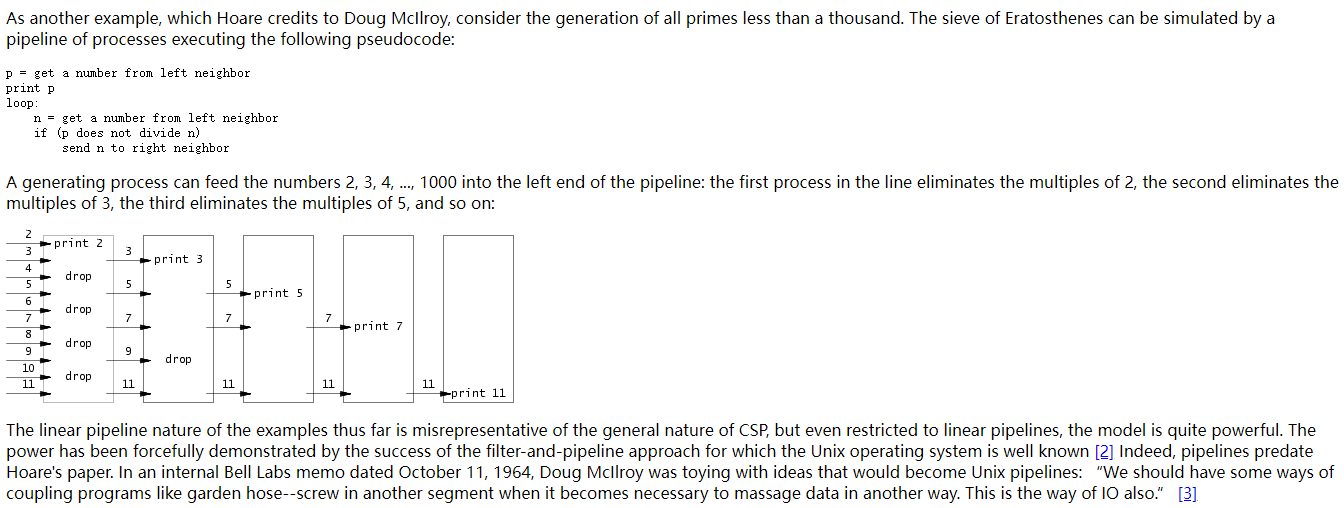 As another example, which Hoare credits to Doug McIlroy, consider the generation of all primes less than a thousand. The sieve of Eratosthenes can be simulated by a
pipeline of processes executing the following pseudocode:
p = get a number from left neighbor
print p
loop:
    n = get a number from left neighbor
    if (p does not divide n)
        send n to right neighbor
A generating process can feed the numbers 2, 3, 4, ..., 1000 into the left end of the pipeline: the first process in the line eliminates the multiples of 2, the second eliminates the
multiples of 3, the third eliminates the multiples of 5, and so on:
2
print 2
3 3
print 3
4
drop
5 5 5
print 5
6
drop
7 7 7 7
print 7
8
drop
9 9
drop
10
drop
11 11 11 11 11
print 11
The linear pipeline nature of the examples thus far is misrepresentative of the general nature of CSP, but even restricted to linear pipelines, the model is quite powerful. The
power has been forcefully demonstrated by the success of the filter-and-pipeline approach for which the Unix operating system is well known [2] Indeed, pipelines predate
Hoare's paper. In an internal Bell Labs memo dated October 11, 1964, Doug McIlroy was toying with ideas that would become Unix pipelines: “We should have some ways of
coupling programs like garden hose--screw in another segment when it becomes necessary to massage data in another way. This is the way of IO also.” [3]